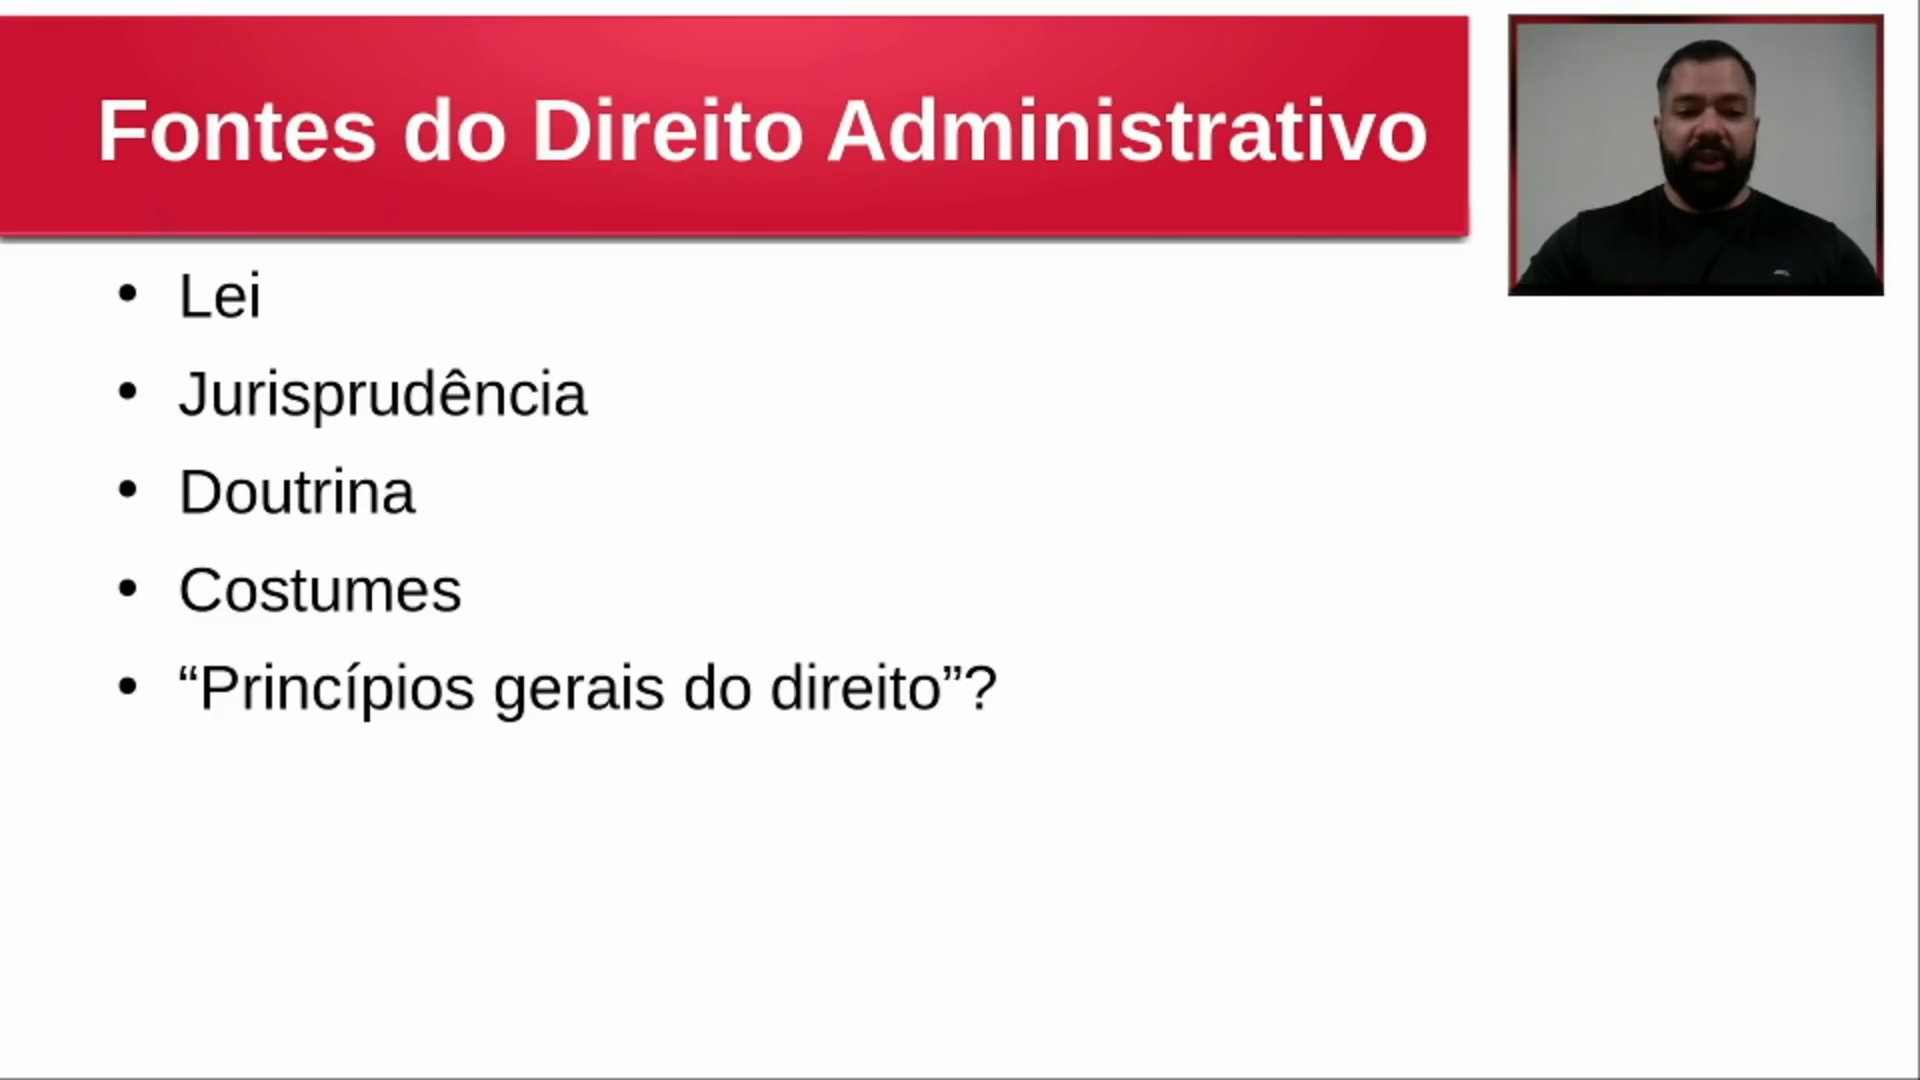 Fontes do Direito Administrativo
Lei
Jurisprudência
Doutrina
Costumes
“Princípios gerais do direito”?